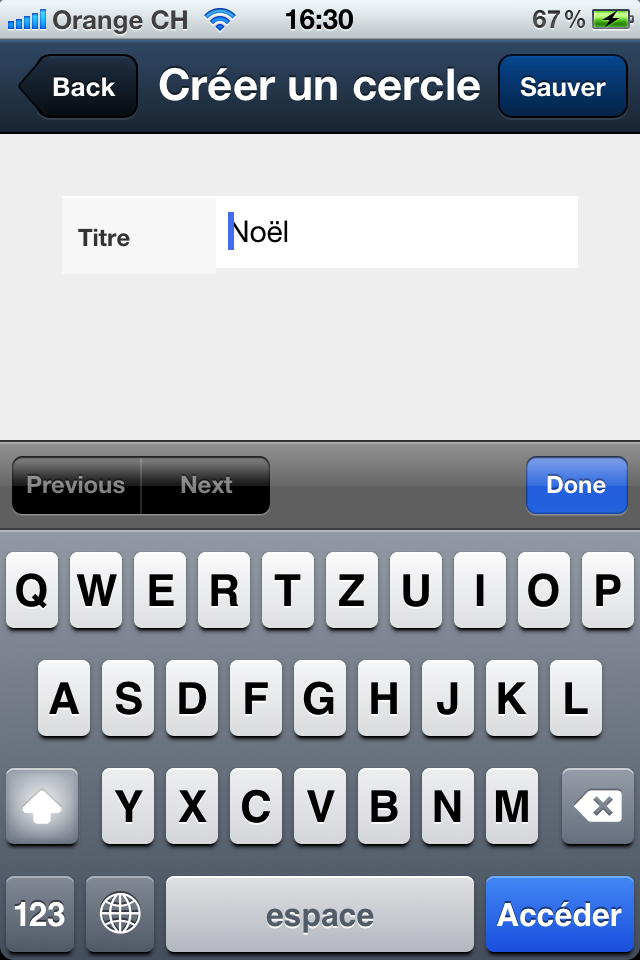 Orange CH 16:30 67 %
Back Créer un cercle Sauver
Titre Noël
Previous Next Done
Q W E R T Z U I O P
A S D F G H J K L
Y X C V B N M
123 espace Accéder